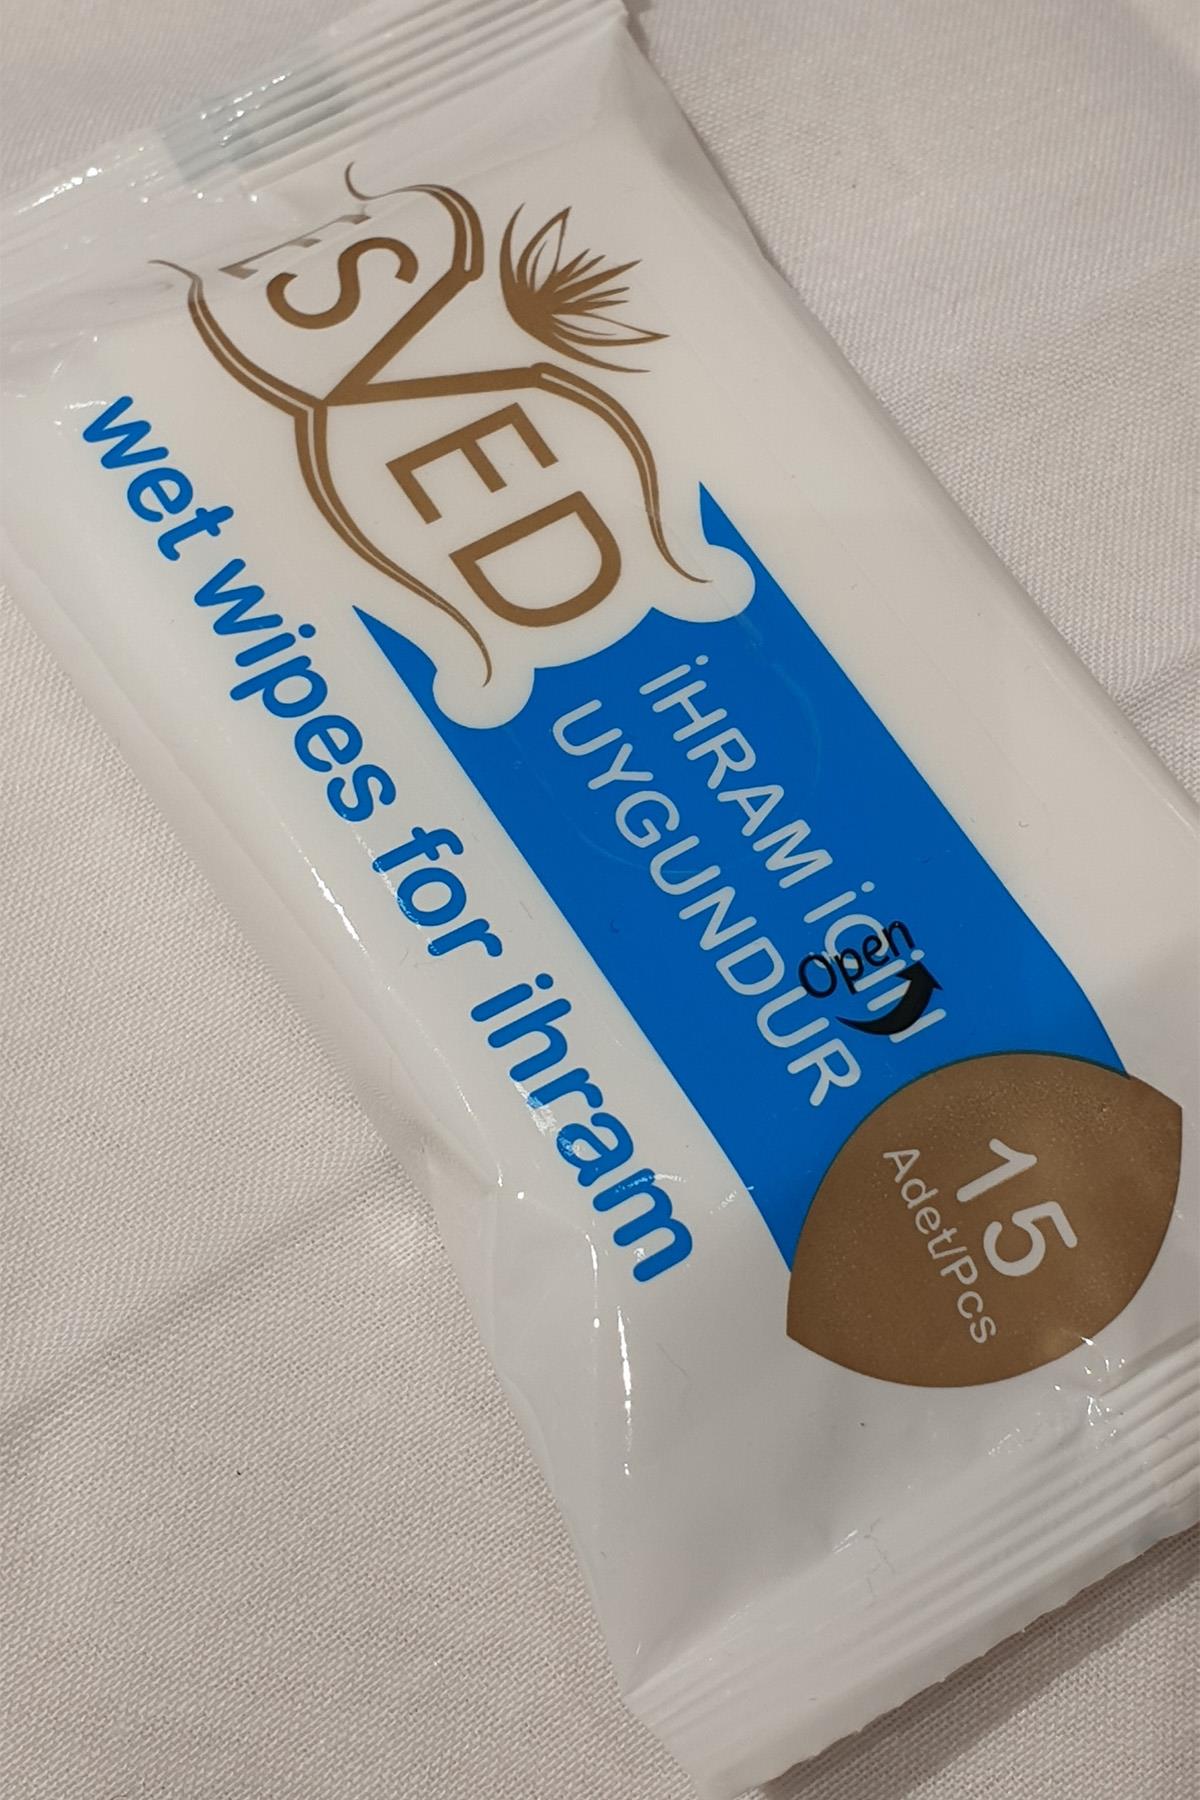 ESVED
wet wipes for ihram
İHRAM İÇİN
UYGUNDUR
Open
15
Adet/Pcs